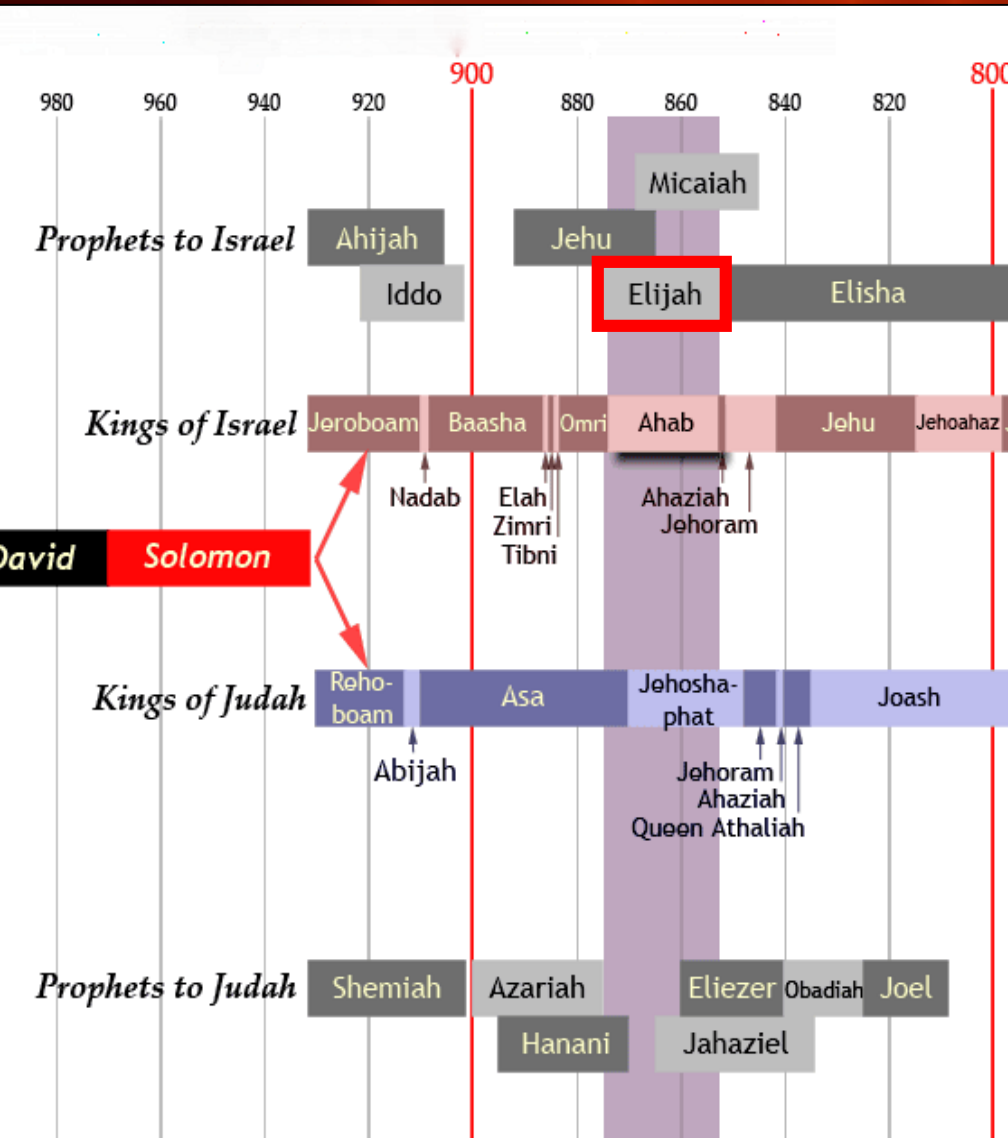 900 800
980 960 940 920 880 860 840 820
Micaiah
Prophets to Israel Ahijah Jehu
Iddo Elijah Elisha
Kings of Israel Jeroboam Baasha Omri Ahab Jehu Jehoahaz
Nadab Elah Ahaziah
Zimri Jehoram
Tibni
David Solomon
Kings of Judah Reho- Asa Jehosha- Joash
boam phat
Abijah Jehoram
Ahaziah
Queen Athaliah
Prophets to Judah Shemiah Azariah Eliezer Obadiah Joel
Hanani Jahaziel